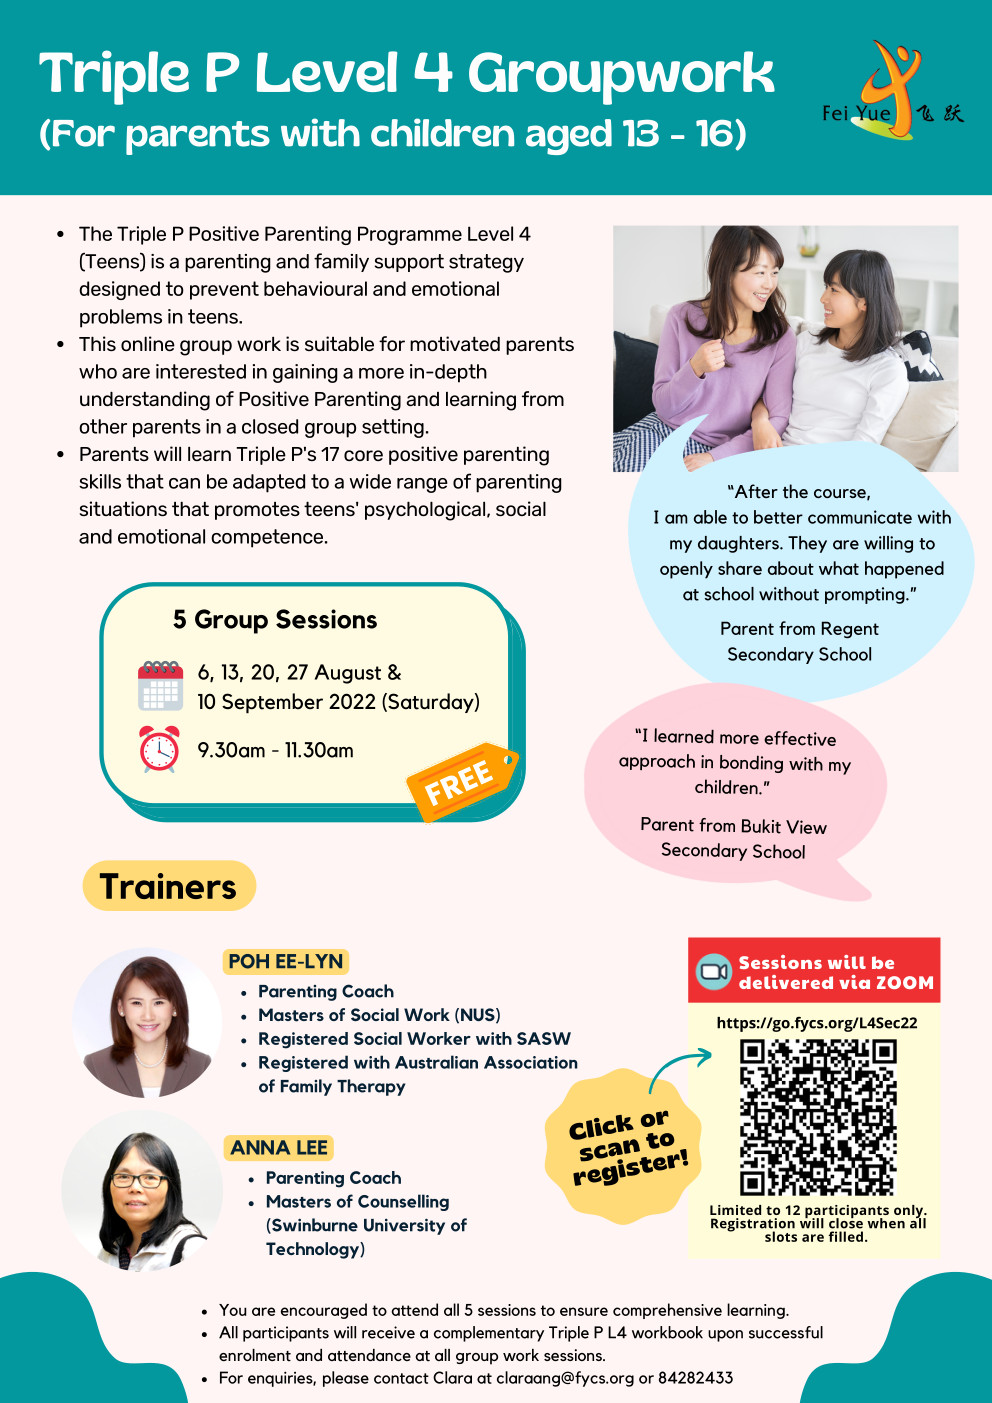 Triple P Level 4 Groupwork
(For parents with children aged 13 - 16)
Fei Yue 飞跃
• The Triple P Positive Parenting Programme Level 4
(Teens) is a parenting and family support strategy
designed to prevent behavioural and emotional
problems in teens.
• This online group work is suitable for motivated parents
who are interested in gaining a more in-depth
understanding of Positive Parenting and learning from
other parents in a closed group setting.
• Parents will learn Triple P's 17 core positive parenting
skills that can be adapted to a wide range of parenting
situations that promotes teens' psychological, social
and emotional competence.
“After the course,
I am able to better communicate with
my daughters. They are willing to
openly share about what happened
at school without prompting.”
Parent from Regent
Secondary School
5 Group Sessions
6, 13, 20, 27 August &
10 September 2022 (Saturday)
9.30am - 11.30am
FREE
“I learned more effective
approach in bonding with my
children.”
Parent from Bukit View
Secondary School
Trainers
POH EE-LYN
• Parenting Coach
• Masters of Social Work (NUS)
• Registered Social Worker with SASW
• Registered with Australian Association
of Family Therapy
ANNA LEE
• Parenting Coach
• Masters of Counselling
(Swinburne University of
Technology)
Sessions will be
delivered via ZOOM
https://go.fycs.org/L4Sec22
Click or
scan to
register!
Limited to 12 participants only.
Registration will close when all
slots are filled.
• You are encouraged to attend all 5 sessions to ensure comprehensive learning.
• All participants will receive a complementary Triple P L4 workbook upon successful
enrolment and attendance at all group work sessions.
• For enquiries, please contact Clara at claraang@fycs.org or 84282433